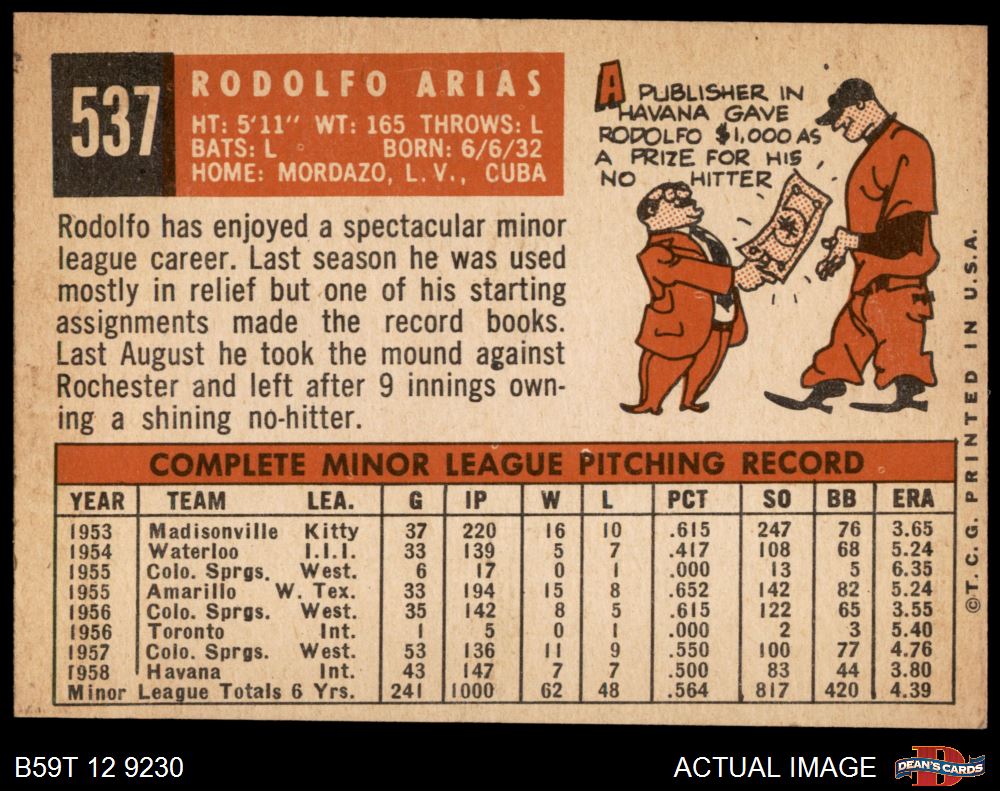 537
RODOLFO ARIAS
HT: 5'11" WT: 165 THROWS: L
BATS: L BORN: 6/6/32
HOME: MORDAZO, L.V., CUBA
A PUBLISHER IN
HAVANA GAVE
RODOLFO $1,000 AS
A PRIZE FOR HIS
NO HITTER
Rodolfo has enjoyed a spectacular minor
league career. Last season he was used
mostly in relief but one of his starting
assignments made the record books.
Last August he took the mound against
Rochester and left after 9 innings own-
ing a shining no-hitter.
COMPLETE MINOR LEAGUE PITCHING RECORD
YEAR TEAM LEA. G IP W L PCT SO BB ERA
1953 Madisonville Kitty 37 220 16 10 .615 247 76 3.65
1954 Waterloo I.I.I. 33 139 5 7 .417 108 68 5.24
1955 Colo. Sprgs. West. 6 17 0 1 .000 13 5 6.35
1955 Amarillo W. Tex. 33 194 15 8 .652 142 82 5.24
1956 Colo. Sprgs. West. 35 142 8 5 .615 122 65 3.55
1956 Toronto Int. 1 5 0 1 .000 2 3 5.40
1957 Colo. Sprgs. West. 53 136 11 9 .550 100 77 4.76
1958 Havana Int. 43 147 7 7 .500 83 44 3.80
Minor League Totals 6 Yrs. 241 1000 62 48 .564 817 420 4.39
©T.C.G. PRINTED IN U.S.A.
B59T 12 9230
ACTUAL IMAGE
DEAN'S CARDS